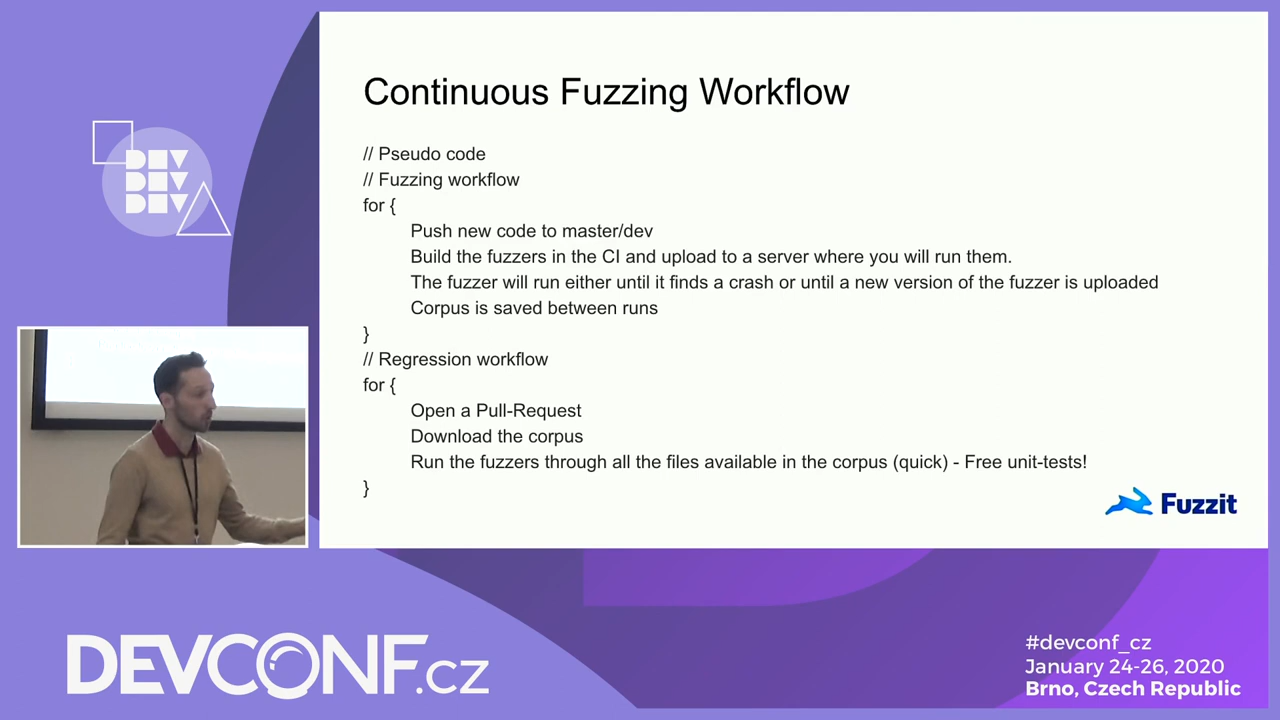 Continuous Fuzzing Workflow
// Pseudo code
// Fuzzing workflow
for {
Push new code to master/dev
Build the fuzzers in the CI and upload to a server where you will run them.
The fuzzer will run either until it finds a crash or until a new version of the fuzzer is uploaded
Corpus is saved between runs
}
// Regression workflow
for {
Open a Pull-Request
Download the corpus
Run the fuzzers through all the files available in the corpus (quick) - Free unit-tests!
}
Fuzzit
DEV
DEV
DEV
DEVCONF.cz
#devconf_cz
January 24-26, 2020
Brno, Czech Republic